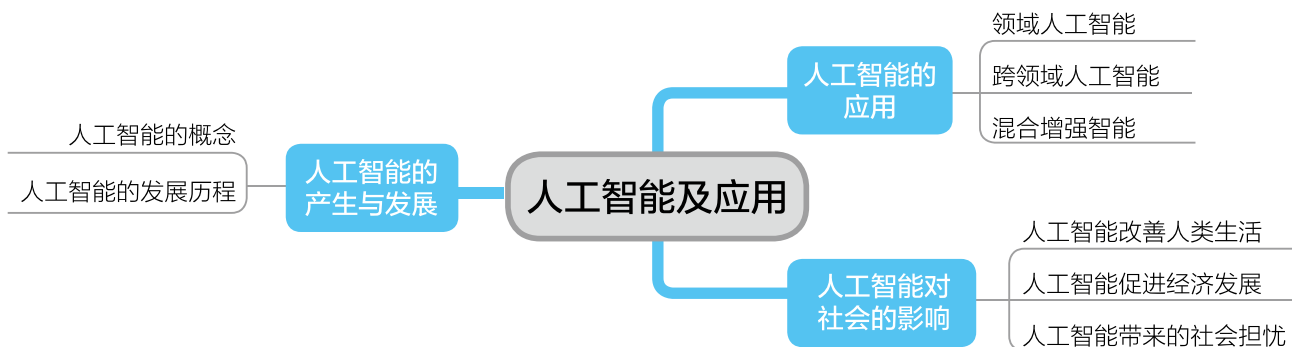 人工智能及应用
人工智能的
产生与发展
人工智能的概念
人工智能的发展历程
人工智能的
应用
领域人工智能
跨领域人工智能
混合增强智能
人工智能对
社会的影响
人工智能改善人类生活
人工智能促进经济发展
人工智能带来的社会担忧